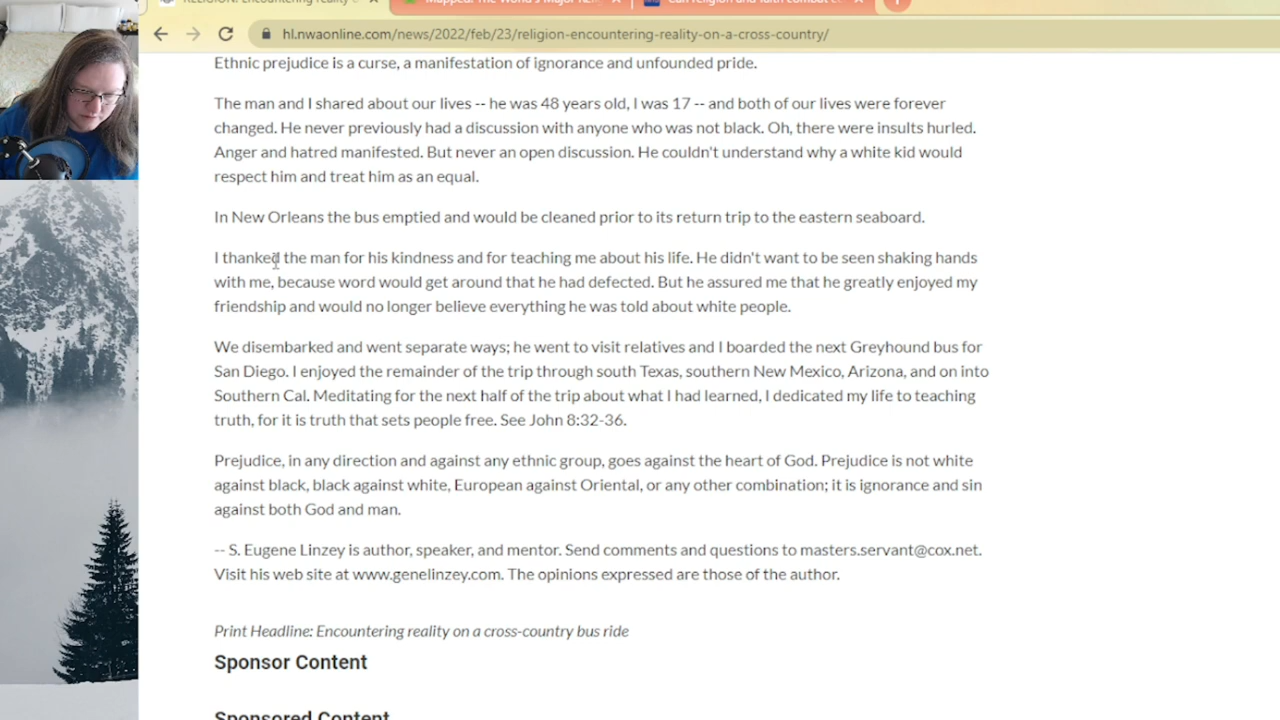 RELIGION: Encountering reality
Mapped: The World's Major Reli
Can religion and faith combat
hl.nwaonline.com/news/2022/feb/23/religion-encountering-reality-on-a-cross-country/
Ethnic prejudice is a curse, a manifestation of ignorance and unfounded pride.
The man and I shared about our lives -- he was 48 years old, I was 17 -- and both of our lives were forever
changed. He never previously had a discussion with anyone who was not black. Oh, there were insults hurled.
Anger and hatred manifested. But never an open discussion. He couldn't understand why a white kid would
respect him and treat him as an equal.
In New Orleans the bus emptied and would be cleaned prior to its return trip to the eastern seaboard.
I thanked the man for his kindness and for teaching me about his life. He didn't want to be seen shaking hands
with me, because word would get around that he had defected. But he assured me that he greatly enjoyed my
friendship and would no longer believe everything he was told about white people.
We disembarked and went separate ways; he went to visit relatives and I boarded the next Greyhound bus for
San Diego. I enjoyed the remainder of the trip through south Texas, southern New Mexico, Arizona, and on into
Southern Cal. Meditating for the next half of the trip about what I had learned, I dedicated my life to teaching
truth, for it is truth that sets people free. See John 8:32-36.
Prejudice, in any direction and against any ethnic group, goes against the heart of God. Prejudice is not white
against black, black against white, European against Oriental, or any other combination; it is ignorance and sin
against both God and man.
-- S. Eugene Linzey is author, speaker, and mentor. Send comments and questions to masters.servant@cox.net.
Visit his web site at www.genelinzey.com. The opinions expressed are those of the author.
Print Headline: Encountering reality on a cross-country bus ride
Sponsor Content
Sponsored Content